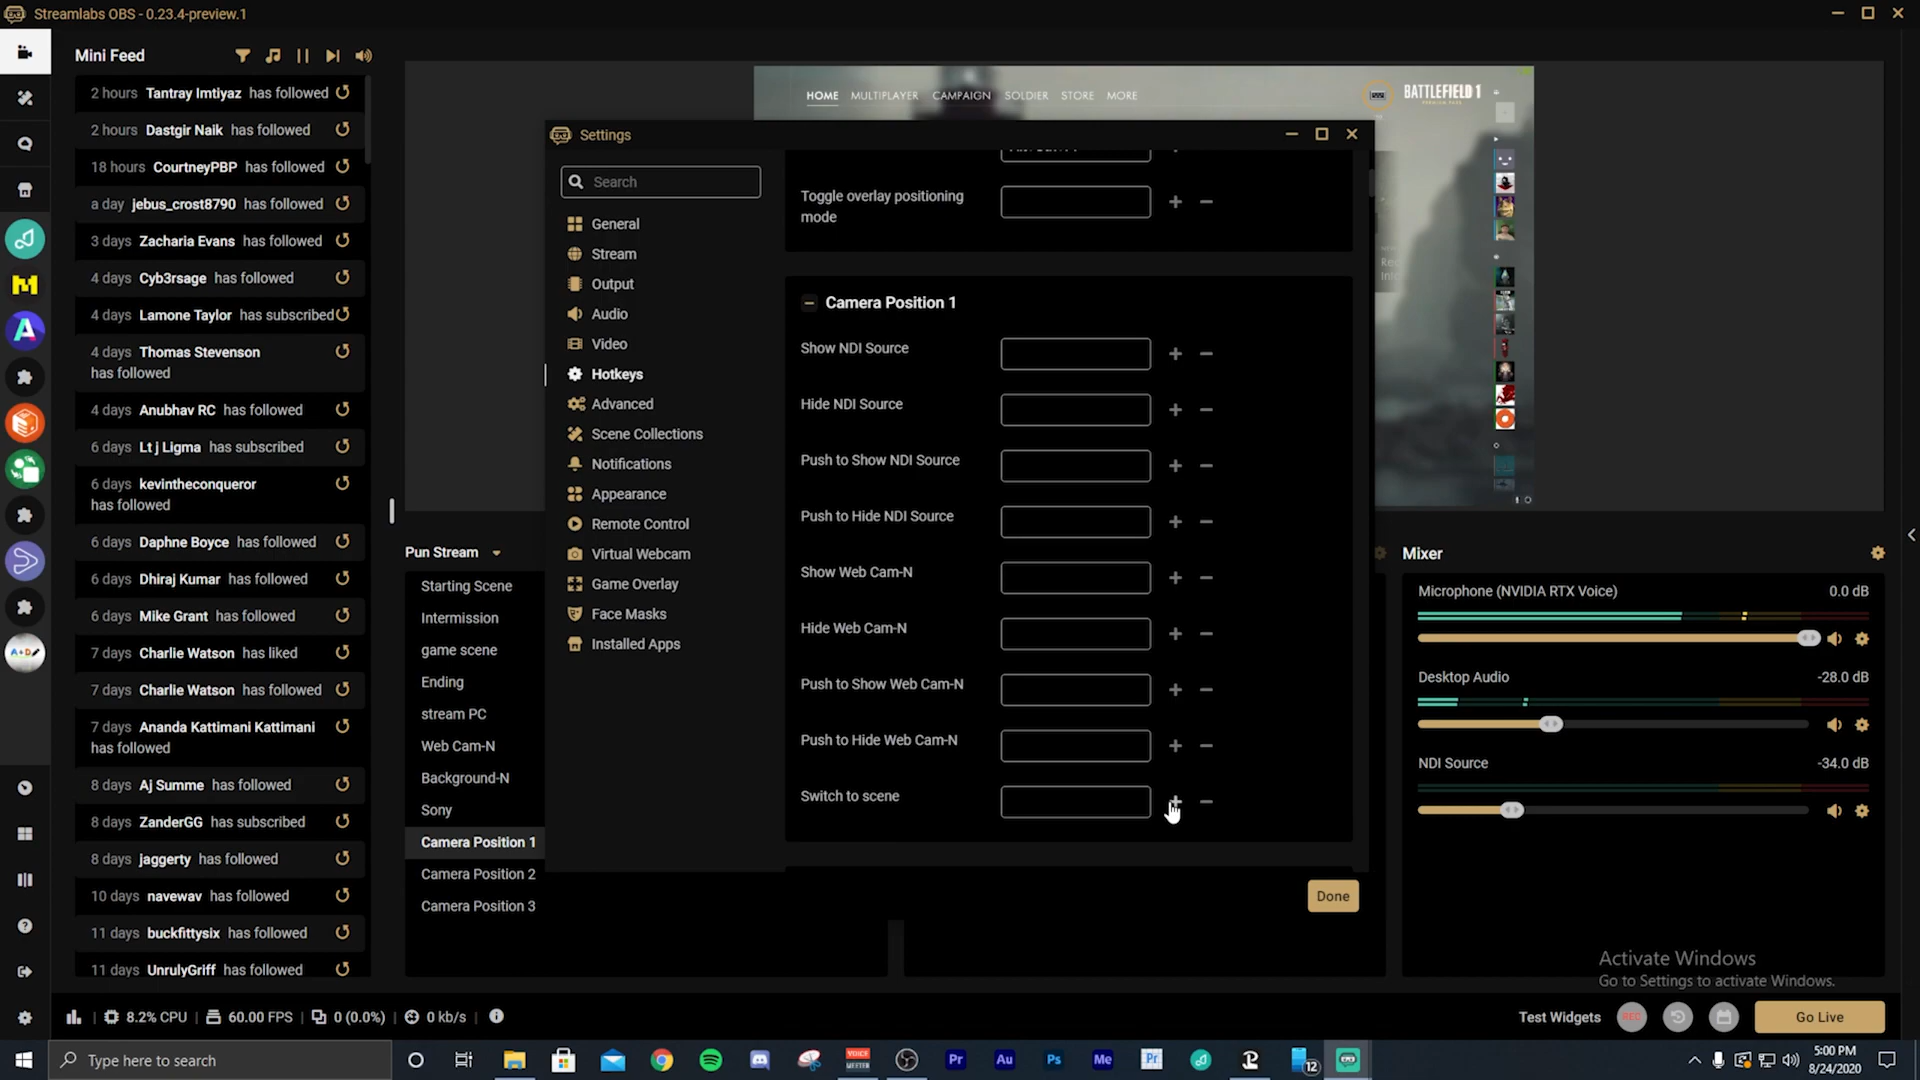 Streamlabs OBS - 0.23.4-preview.1
Mini Feed
2 hours Tantray Imtiyaz has followed
2 hours Dastgir Naik has followed
18 hours CourtneyPBP has followed
a day jebus_crost8790 has followed
3 days Zacharia Evans has followed
4 days Cyb3rsage has followed
4 days Lamone Taylor has subscribed
4 days Thomas Stevenson
has followed
4 days Anubhav RC has followed
6 days Lt j Ligma has subscribed
6 days kevintheconqueror
has followed
6 days Daphne Boyce has followed
6 days Dhiraj Kumar has followed
6 days Mike Grant has followed
7 days Charlie Watson has liked
7 days Charlie Watson has followed
7 days Ananda Kattimani Kattimani
has followed
8 days Aj Summe has followed
8 days ZanderGG has subscribed
8 days jaggerty has followed
10 days navewav has followed
11 days buckfittysix has followed
11 days UnrulyGriff has followed
HOME MULTIPLAYER CAMPAIGN SOLDIER STORE MORE
BATTLEFIELD 1
Settings
Search
General
Stream
Output
Audio
Video
Hotkeys
Advanced
Scene Collections
Notifications
Appearance
Remote Control
Virtual Webcam
Game Overlay
Face Masks
Installed Apps
Toggle overlay positioning
mode
Camera Position 1
Show NDI Source
Hide NDI Source
Push to Show NDI Source
Push to Hide NDI Source
Show Web Cam-N
Hide Web Cam-N
Push to Show Web Cam-N
Push to Hide Web Cam-N
Switch to scene
Done
Pun Stream
Starting Scene
Intermission
game scene
Ending
stream PC
Web Cam-N
Background-N
Sony
Camera Position 1
Camera Position 2
Camera Position 3
Mixer
Microphone (NVIDIA RTX Voice) 0.0 dB
Desktop Audio -28.0 dB
NDI Source -34.0 dB
Activate Windows
Go to Settings to activate Windows.
8.2% CPU 60.00 FPS 0 (0.0%) 0 kb/s
Test Widgets REC Go Live
Type here to search
VOICE
MEETER
Pr Au Ps Me Pr
12
5:00 PM
8/24/2020